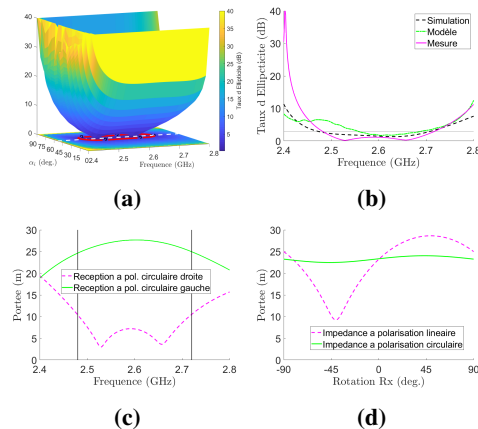 40
30
20
10
0
90 75 60 45 30 15 0
α_i (deg.)
2.4 2.5 2.6 2.7 2.8
Frequence (GHz)
40
35
30
25
20
15
10
5
Taux d Ellipticite (dB)
(a)
Taux d Ellipcticite (dB)
40
30
20
10
0
Simulation
Modèle
Mesure
2.4 2.5 2.6 2.7 2.8
Frequence (GHz)
(b)
Portee (m)
30
25
20
15
10
5
0
Reception a pol. circulaire droite
Reception a pol. circulaire gauche
2.4 2.5 2.6 2.7 2.8
Frequence (GHz)
(c)
Portee (m)
30
25
20
15
10
5
0
Impedance a polarisation lineaire
Impedance a polarisation circulaire
-90 -45 0 45 90
Rotation Rx (deg.)
(d)